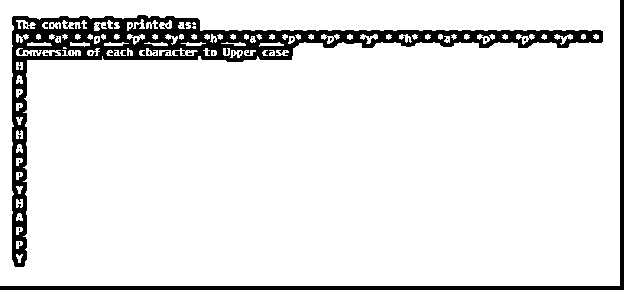 The content gets printed as:
h* * *a* * *p* * *p* * *y* * *h* * *a* * *p* * *p* * *y* * *h* * *a* * *p* * *p* * *y* * *
Conversion of each character to Upper case
H
A
P
P
Y
H
A
P
P
Y
H
A
P
P
Y